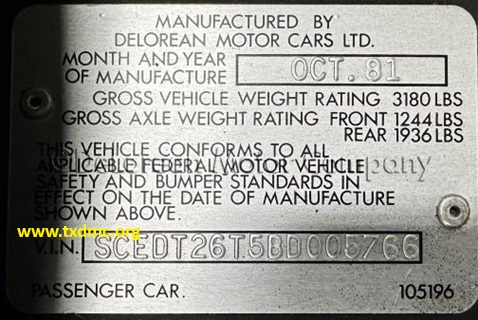 MANUFACTURED BY
DELOREAN MOTOR CARS LTD.
MONTH AND YEAR
OF MANUFACTURE OCT. 81
GROSS VEHICLE WEIGHT RATING 3180 LBS
GROSS AXLE WEIGHT RATING FRONT 1244 LBS
REAR 1936 LBS
THIS VEHICLE CONFORMS TO ALL
APPLICABLE FEDERAL MOTOR VEHICLE
SAFETY AND BUMPER STANDARDS IN
EFFECT ON THE DATE OF MANUFACTURE
SHOWN ABOVE.
www.txdmc.org
V.I.N. SCEDT26T5BD005766
PASSENGER CAR. 105196